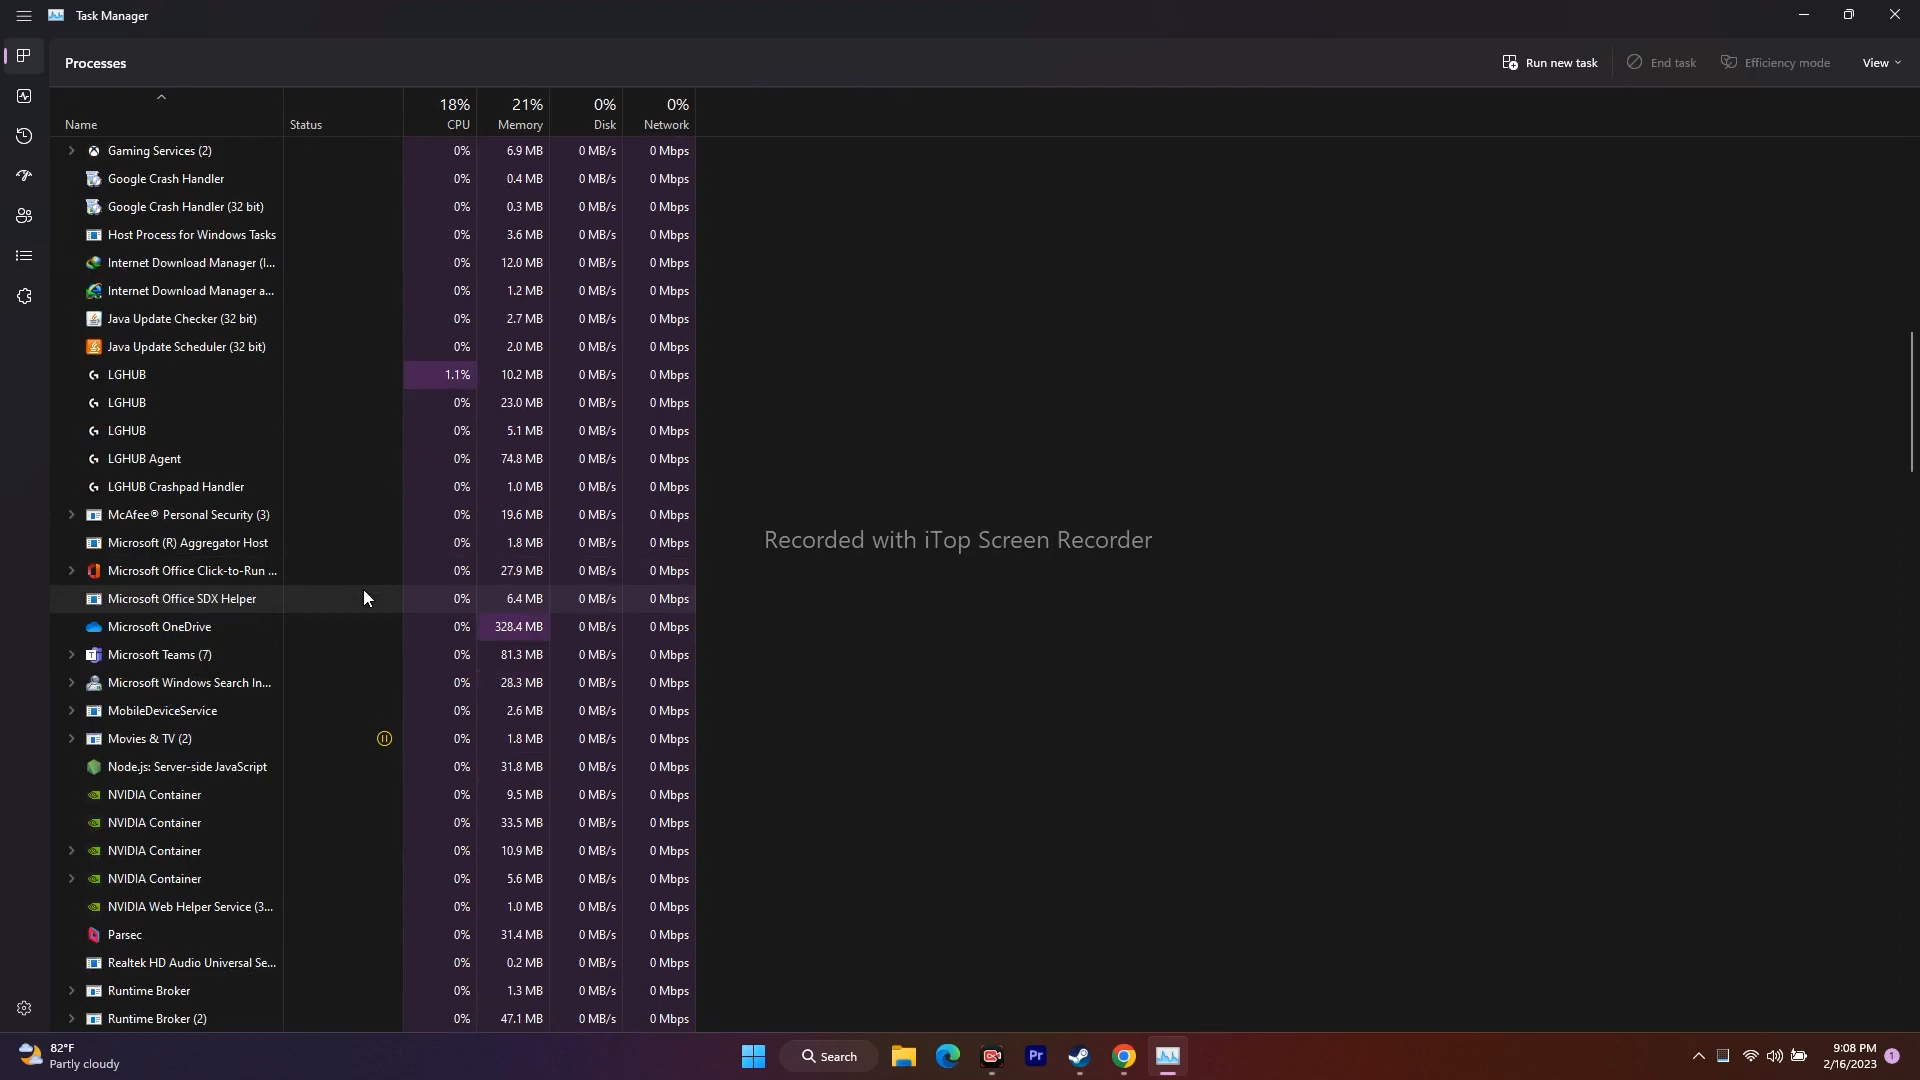 Task Manager
Processes
Run new task
End task
Efficiency mode
View
Name
Status
18%
CPU
21%
Memory
0%
Disk
0%
Network
Gaming Services (2) 0% 6.9 MB 0 MB/s 0 Mbps
Google Crash Handler 0% 0.4 MB 0 MB/s 0 Mbps
Google Crash Handler (32 bit) 0% 0.3 MB 0 MB/s 0 Mbps
Host Process for Windows Tasks 0% 3.6 MB 0 MB/s 0 Mbps
Internet Download Manager (I... 0% 12.0 MB 0 MB/s 0 Mbps
Internet Download Manager a... 0% 1.2 MB 0 MB/s 0 Mbps
Java Update Checker (32 bit) 0% 2.7 MB 0 MB/s 0 Mbps
Java Update Scheduler (32 bit) 0% 2.0 MB 0 MB/s 0 Mbps
LGHUB 1.1% 10.2 MB 0 MB/s 0 Mbps
LGHUB 0% 23.0 MB 0 MB/s 0 Mbps
LGHUB 0% 5.1 MB 0 MB/s 0 Mbps
LGHUB Agent 0% 74.8 MB 0 MB/s 0 Mbps
LGHUB Crashpad Handler 0% 1.0 MB 0 MB/s 0 Mbps
McAfee® Personal Security (3) 0% 19.6 MB 0 MB/s 0 Mbps
Microsoft (R) Aggregator Host 0% 1.8 MB 0 MB/s 0 Mbps
Microsoft Office Click-to-Run ... 0% 27.9 MB 0 MB/s 0 Mbps
Microsoft Office SDX Helper 0% 6.4 MB 0 MB/s 0 Mbps
Microsoft OneDrive 0% 328.4 MB 0 MB/s 0 Mbps
Microsoft Teams (7) 0% 81.3 MB 0 MB/s 0 Mbps
Microsoft Windows Search In... 0% 28.3 MB 0 MB/s 0 Mbps
MobileDeviceService 0% 2.6 MB 0 MB/s 0 Mbps
Movies & TV (2) 0% 1.8 MB 0 MB/s 0 Mbps
Node.js: Server-side JavaScript 0% 31.8 MB 0 MB/s 0 Mbps
NVIDIA Container 0% 9.5 MB 0 MB/s 0 Mbps
NVIDIA Container 0% 33.5 MB 0 MB/s 0 Mbps
NVIDIA Container 0% 10.9 MB 0 MB/s 0 Mbps
NVIDIA Container 0% 5.6 MB 0 MB/s 0 Mbps
NVIDIA Web Helper Service (3... 0% 1.0 MB 0 MB/s 0 Mbps
Parsec 0% 31.4 MB 0 MB/s 0 Mbps
Realtek HD Audio Universal Se... 0% 0.2 MB 0 MB/s 0 Mbps
Runtime Broker 0% 1.3 MB 0 MB/s 0 Mbps
Runtime Broker (2) 0% 47.1 MB 0 MB/s 0 Mbps
Recorded with iTop Screen Recorder
82°F
Partly cloudy
Search
Pr
9:08 PM
2/16/2023
1